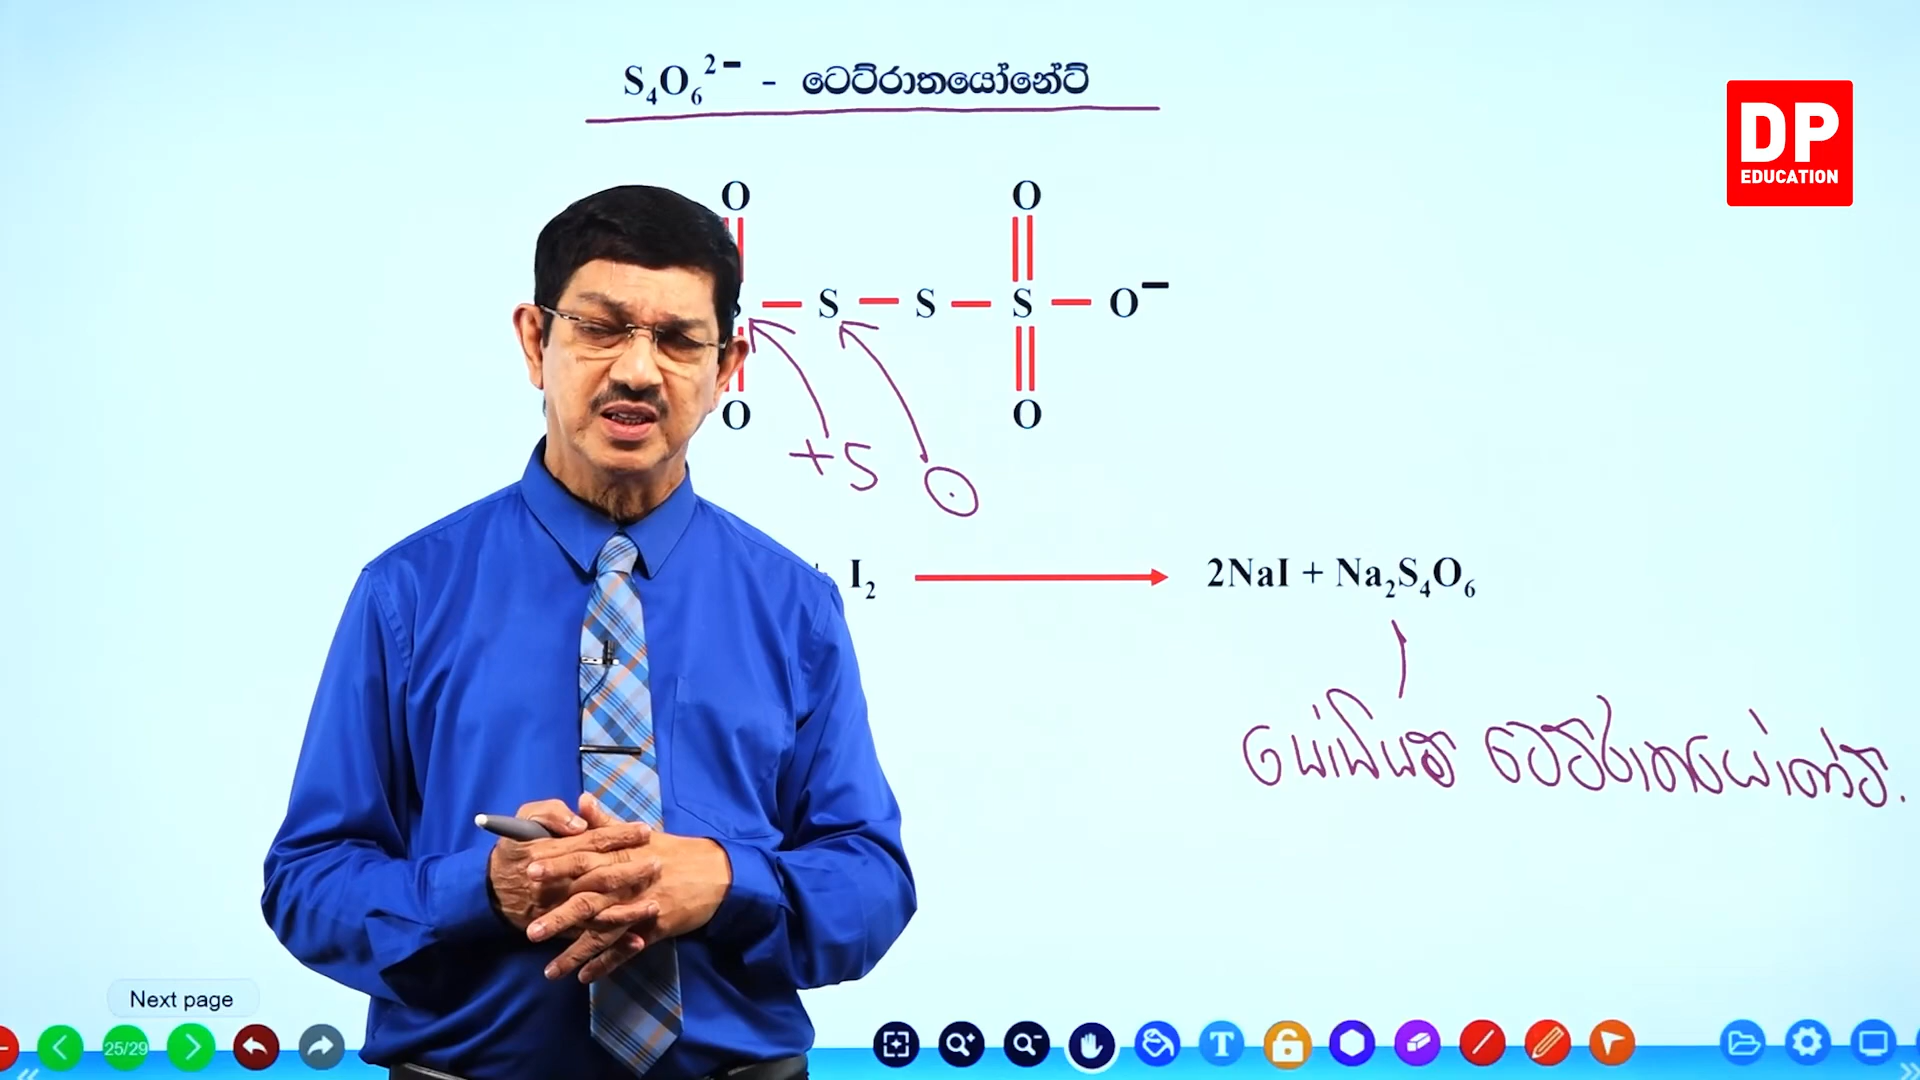 S₄O₆²⁻ - ටෙට්රාතයෝනේට්
DP
EDUCATION
O O
S S S O⁻
O O
+5 0
+ I₂ → 2NaI + Na₂S₄O₆
සෝඩියම් ටෙට්රාතයෝනේට්.
Next page
25/29
T